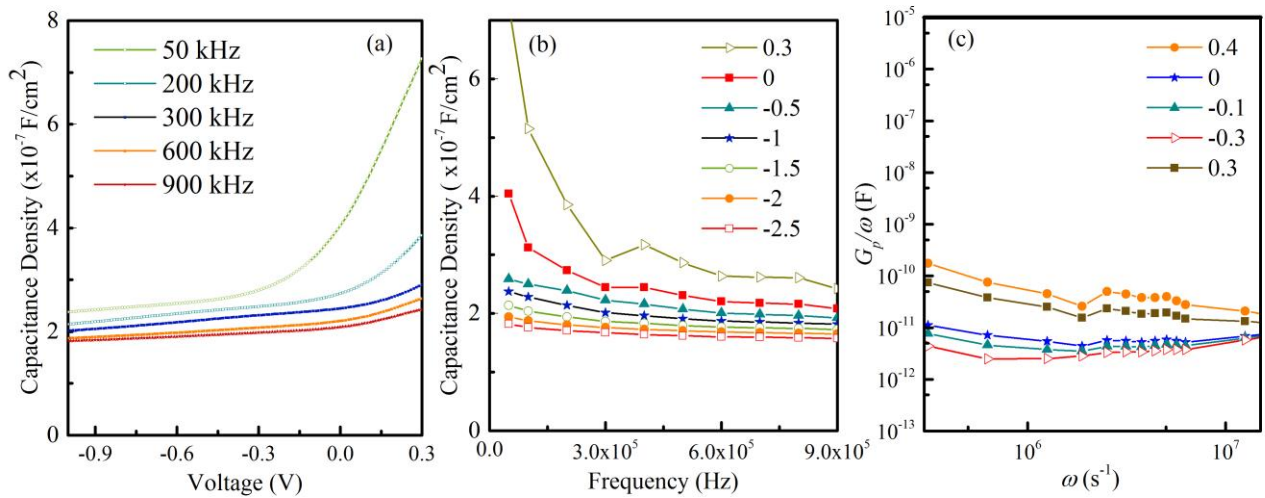 (a)
50 kHz
200 kHz
300 kHz
600 kHz
900 kHz
8
6
4
2
0
Capacitance Density (x10⁻⁷ F/cm²)
-0.9 -0.6 -0.3 0.0 0.3
Voltage (V)
(b)
0.3
0
-0.5
-1
-1.5
-2
-2.5
6
4
2
0
Capacitance Density ( x10⁻⁷ F/cm²)
0.0 3.0x10⁵ 6.0x10⁵ 9.0x10⁵
Frequency (Hz)
(c)
0.4
0
-0.1
-0.3
0.3
10⁻⁵
10⁻⁶
10⁻⁷
10⁻⁸
10⁻⁹
10⁻¹⁰
10⁻¹¹
10⁻¹²
10⁻¹³
Gₚ/ω (F)
10⁶ 10⁷
ω (s⁻¹)